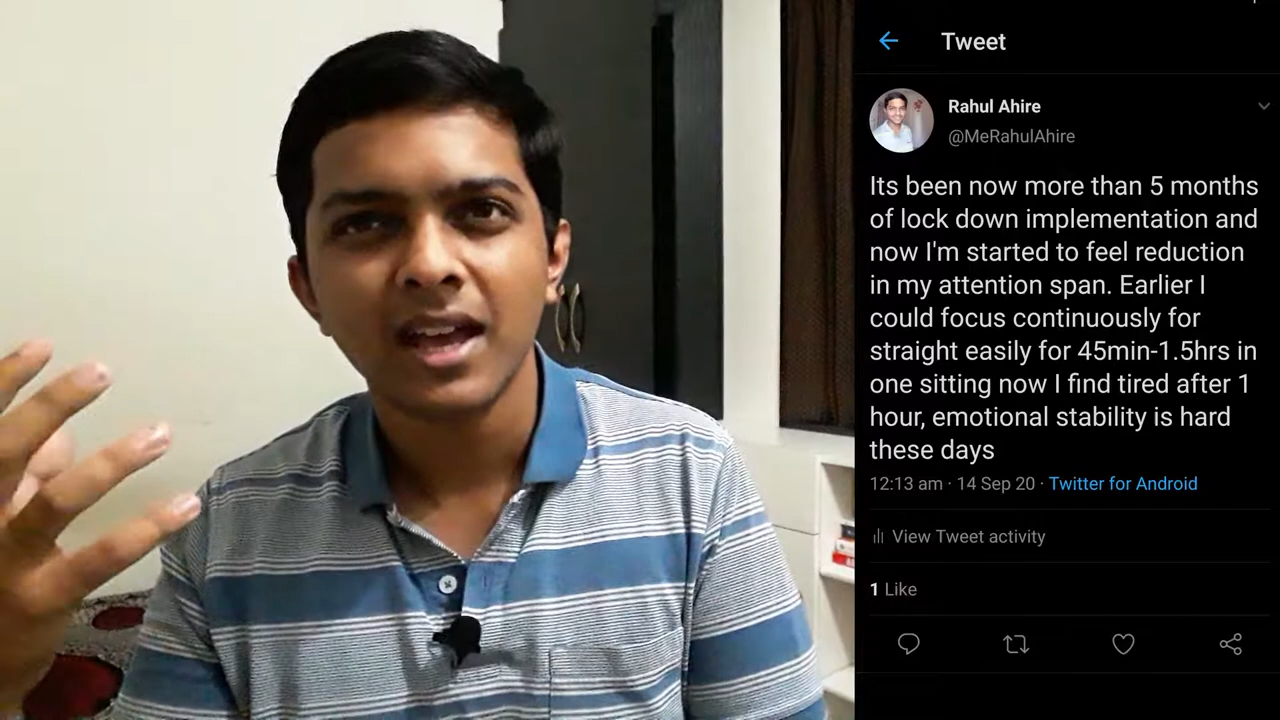 Tweet
Rahul Ahire
@MeRahulAhire
Its been now more than 5 months
of lock down implementation and
now I'm started to feel reduction
in my attention span. Earlier I
could focus continuously for
straight easily for 45min-1.5hrs in
one sitting now I find tired after 1
hour, emotional stability is hard
these days
12:13 am · 14 Sep 20 · Twitter for Android
View Tweet activity
1 Like